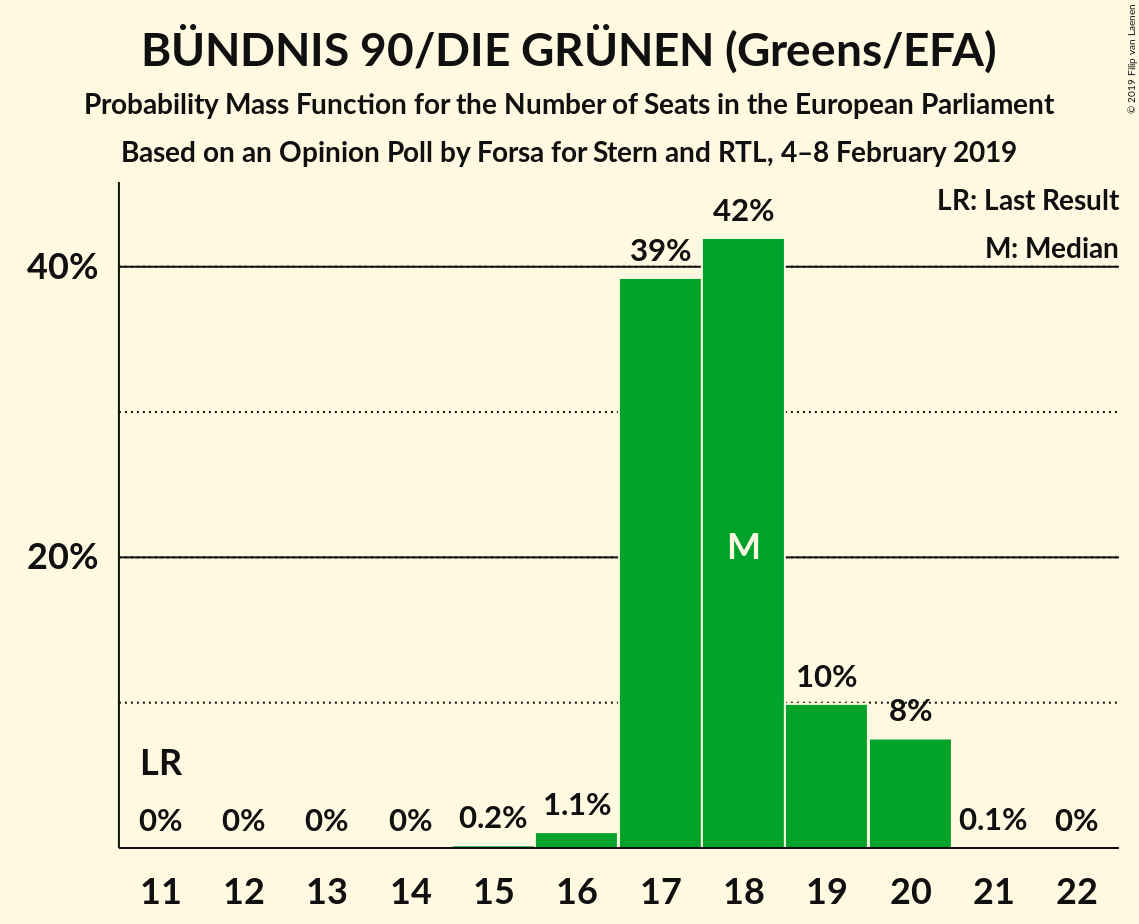 BÜNDNIS 90/DIE GRÜNEN (Greens/EFA)
Probability Mass Function for the Number of Seats in the European Parliament
Based on an Opinion Poll by Forsa for Stern and RTL, 4–8 February 2019
© 2019 Filip van Laenen
LR: Last Result
M: Median
40%
20%
LR
0%
0%
0%
0%
0.2%
1.1%
39%
42%
M
10%
8%
0.1%
0%
11 12 13 14 15 16 17 18 19 20 21 22